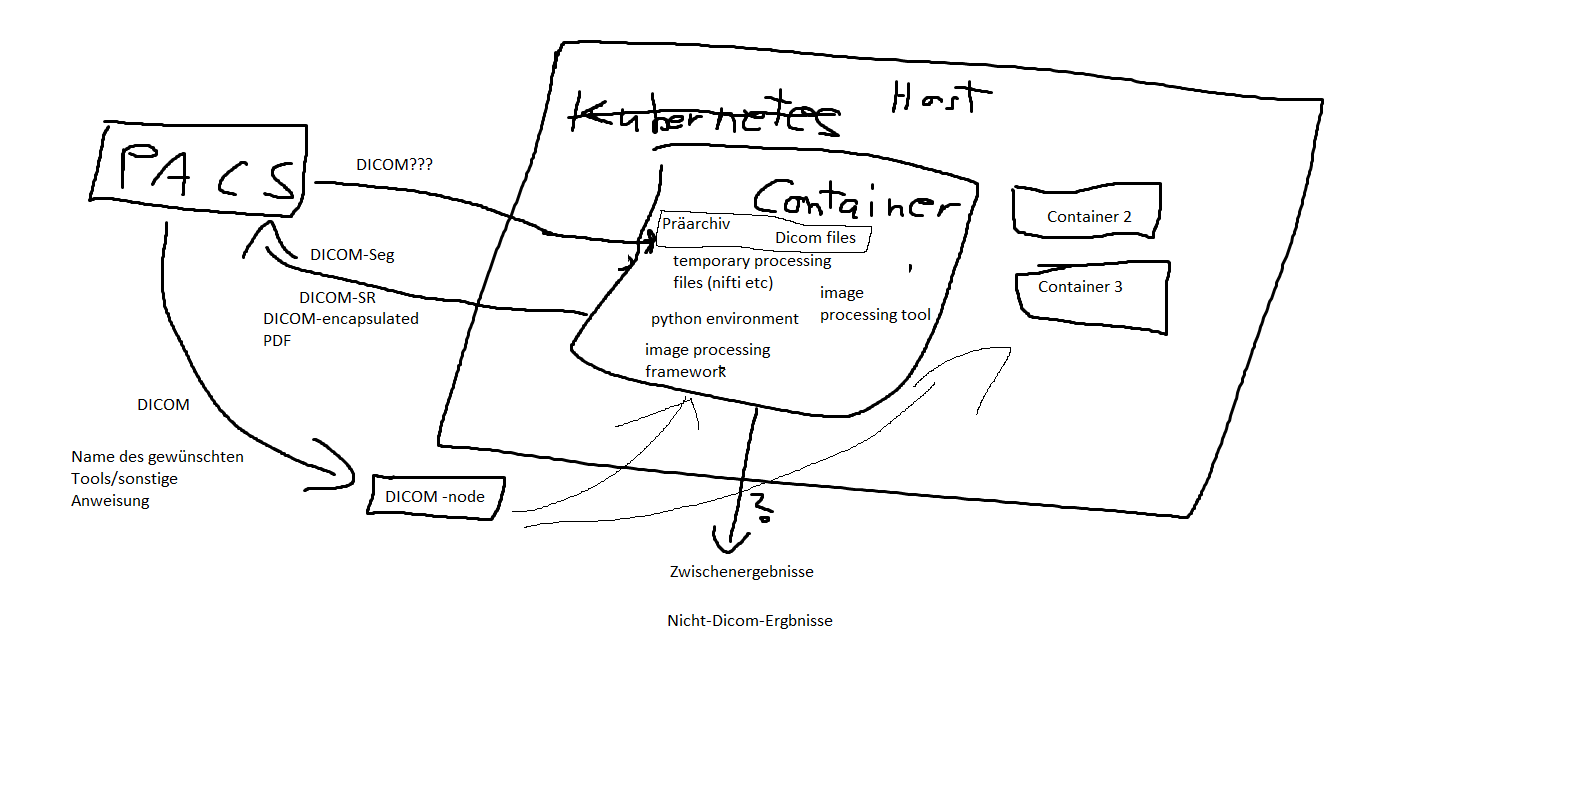 Kubernetes
Host
PACS
DICOM???
Container
Container 2
Präarchiv
Dicom files
DICOM-Seg
temporary processing
files (nifti etc)
Container 3
DICOM-SR
DICOM-encapsulated
PDF
image
processing tool
python environment
image processing
framework
DICOM
Name des gewünschten
Tools/sonstige
Anweisung
DICOM -node
?
Zwischenergebnisse
Nicht-Dicom-Ergbnisse